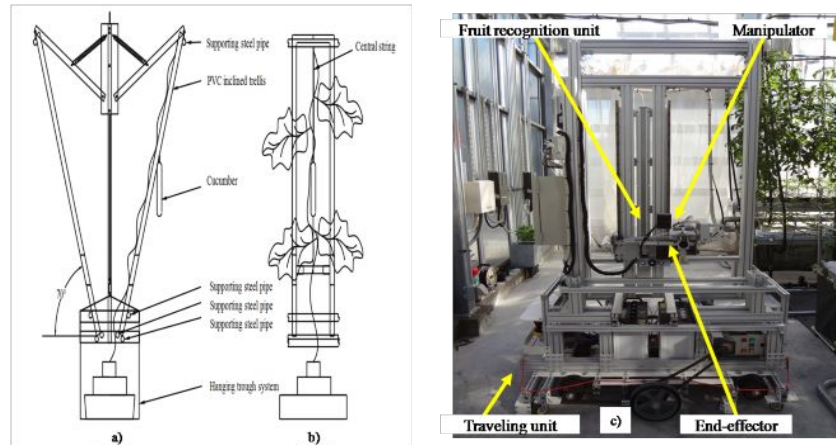 Supporting steel pipe
PVC inclined trellis
Cucumber
70°
Supporting steel pipe
Supporting steel pipe
Supporting steel pipe
Hanging trough system
a)
Central string
b)
Fruit recognition unit
Manipulator
Traveling unit
c)
End-effector